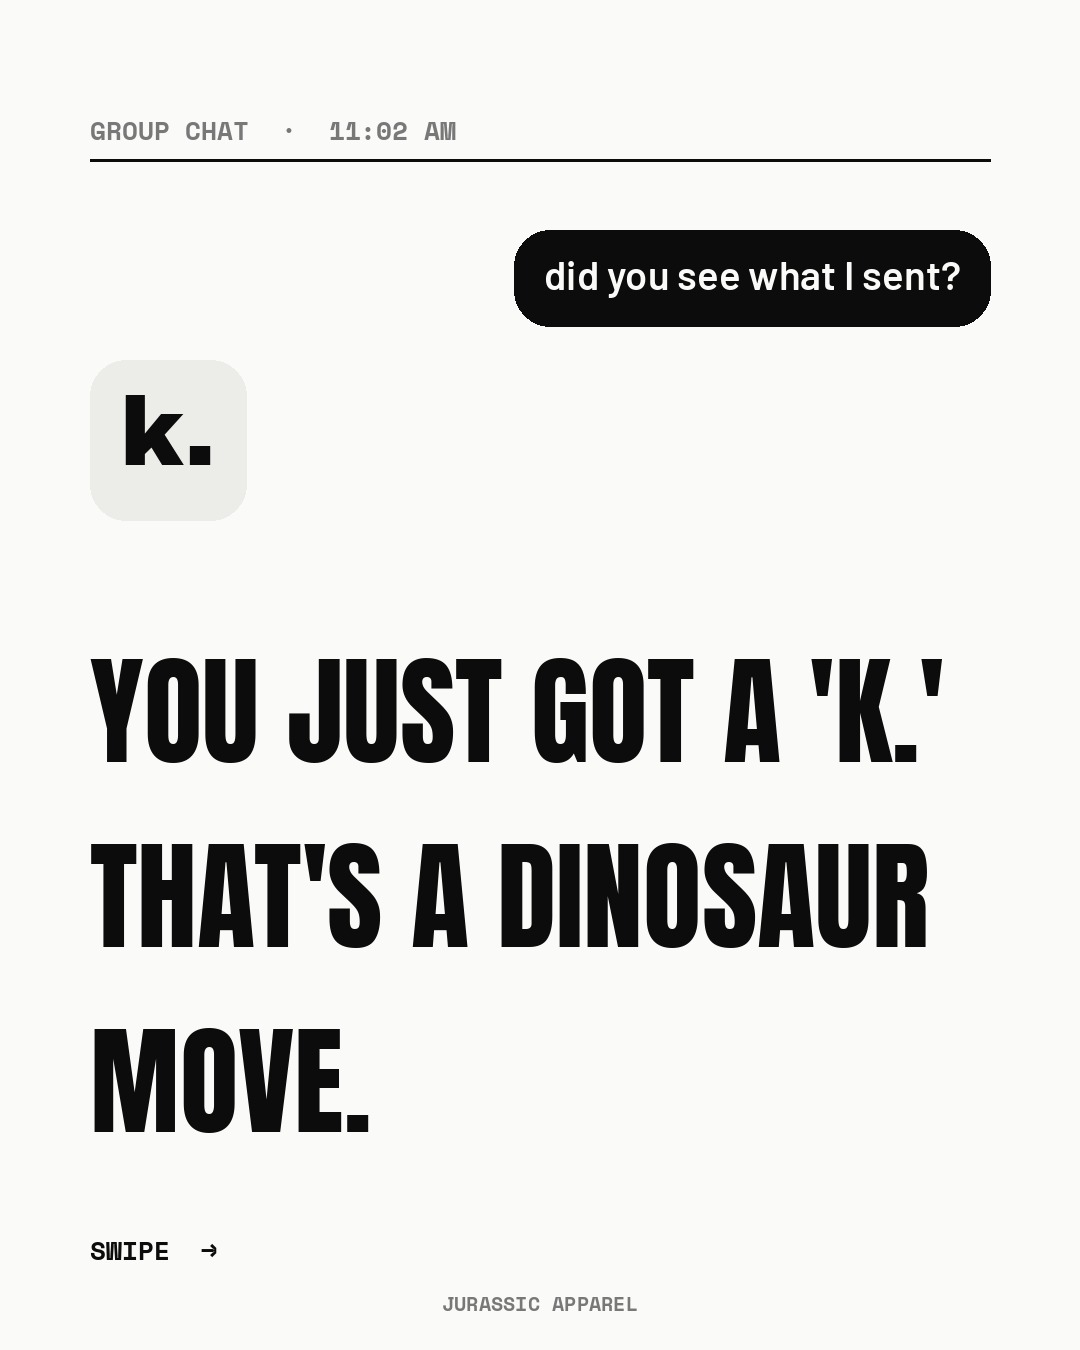 GROUP CHAT · 11:02 AM
did you see what I sent?
k.
YOU JUST GOT A 'K.'
THAT'S A DINOSAUR
MOVE.
SWIPE →
JURASSIC APPAREL